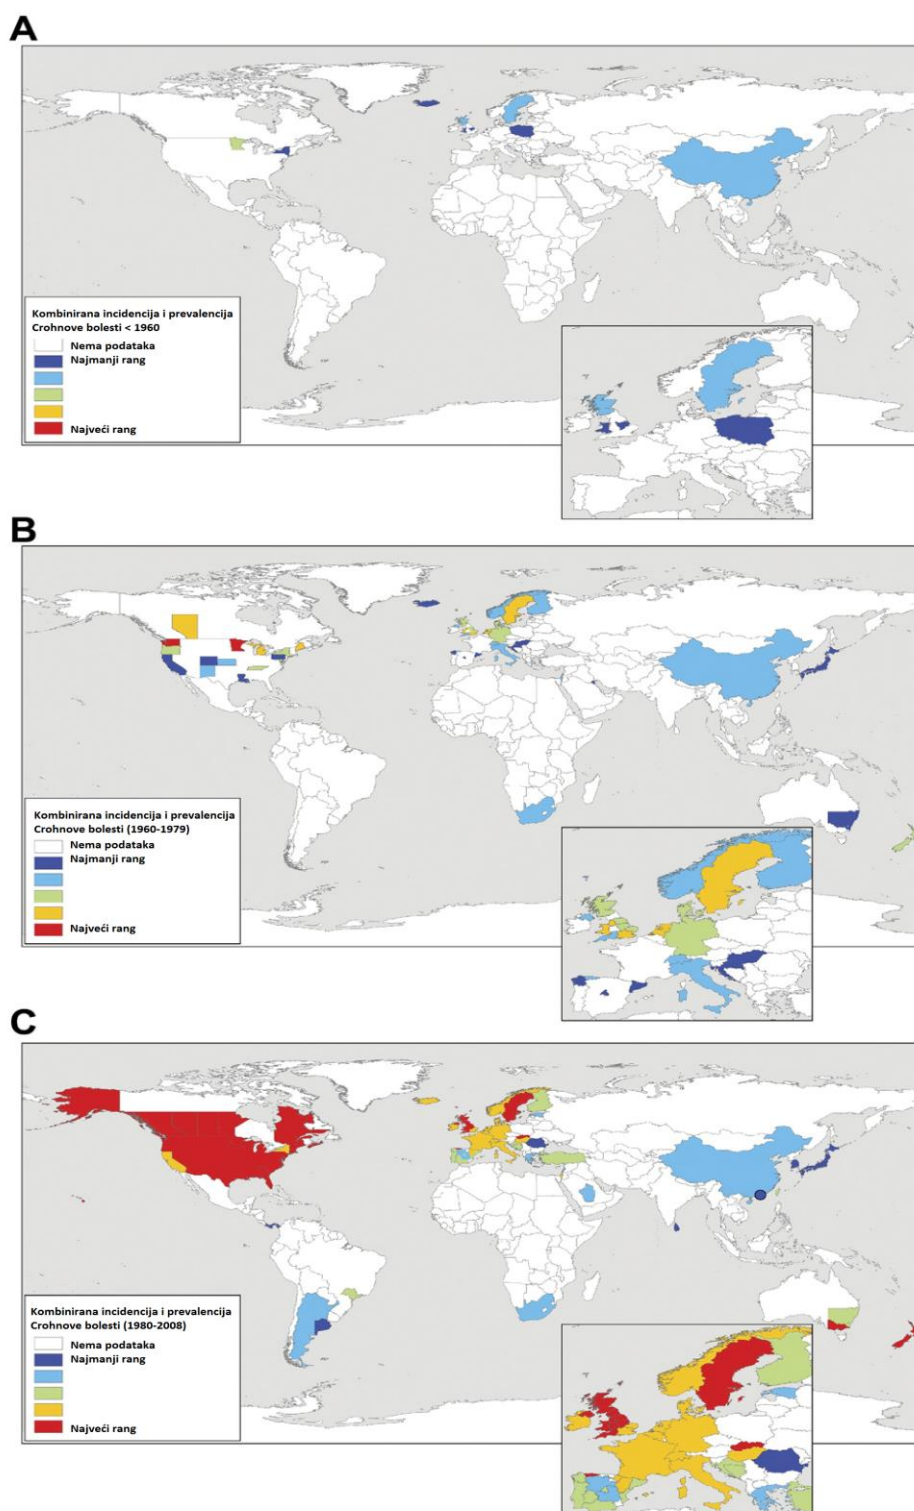 A
Kombinirana incidencija i prevalencija
Crohnove bolesti < 1960
Nema podataka
Najmanji rang
Najveći rang
B
Kombinirana incidencija i prevalencija
Crohnove bolesti (1960-1979)
Nema podataka
Najmanji rang
Najveći rang
C
Kombinirana incidencija i prevalencija
Crohnove bolesti (1980-2008)
Nema podataka
Najmanji rang
Najveći rang